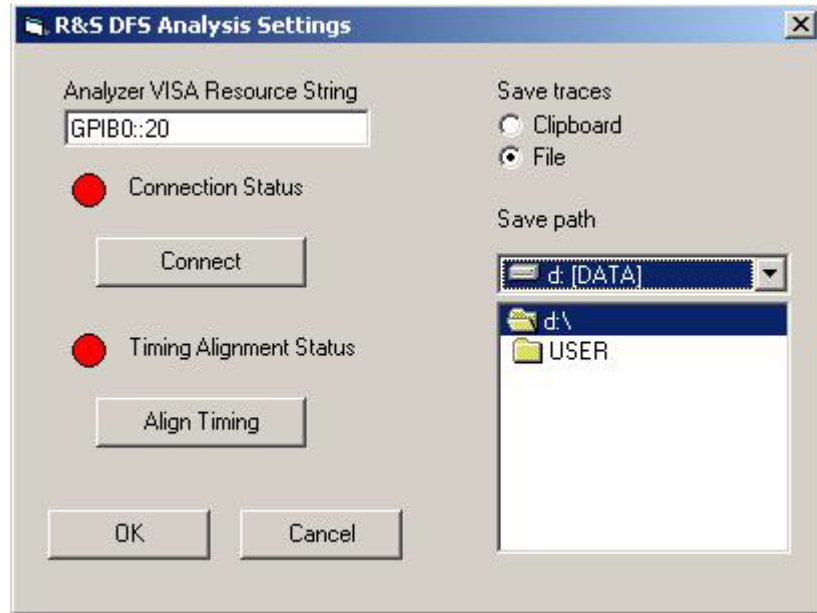 R&S DFS Analysis Settings
Analyzer VISA Resource String
GPIB0::20
Connection Status
Connect
Timing Alignment Status
Align Timing
OK
Cancel
Save traces
Clipboard
File
Save path
d: [DATA]
d:\
USER